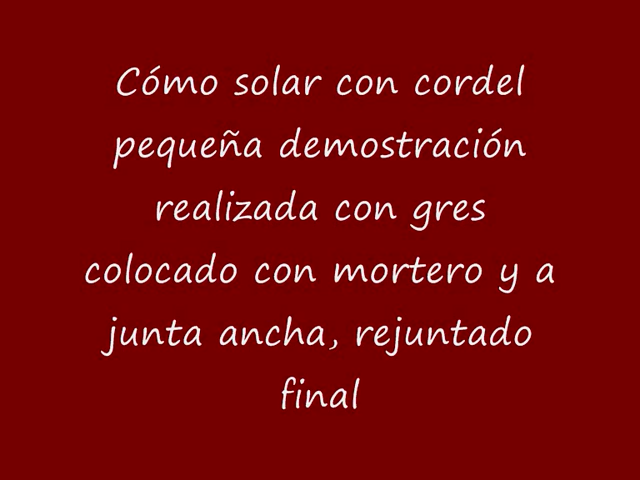 Cómo solar con cordel
pequeña demostración
realizada con gres
colocado con mortero y a
junta ancha, rejuntado
final